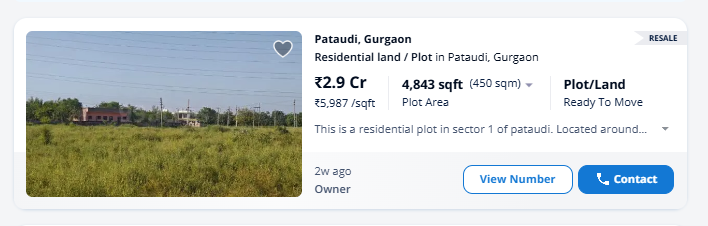 Pataudi, Gurgaon
RESALE
Residential land / Plot in Pataudi, Gurgaon
₹2.9 Cr
₹5,987 /sqft
4,843 sqft (450 sqm)
Plot Area
Plot/Land
Ready To Move
This is a residential plot in sector 1 of pataudi. Located around...
2w ago
Owner
View Number
Contact